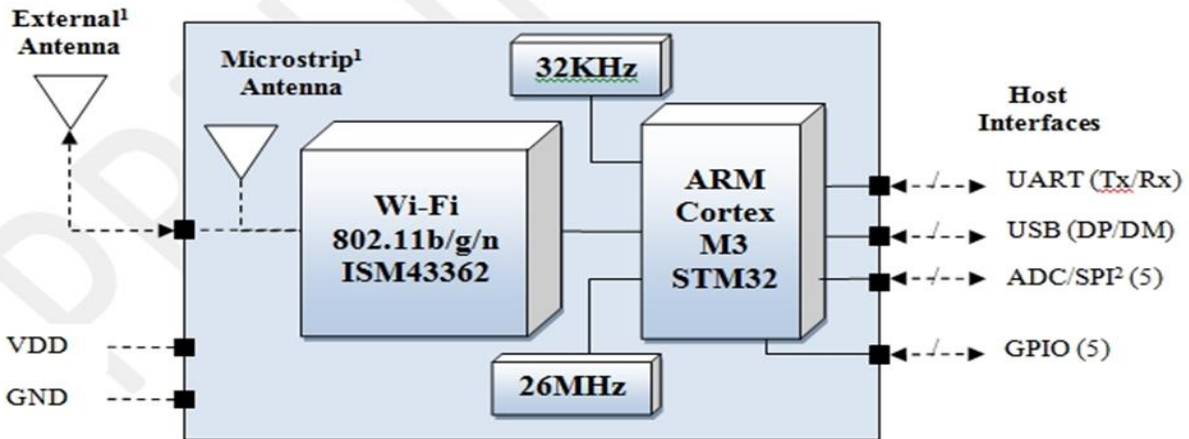 External¹
Antenna
Microstrip¹
Antenna
32KHz
Host
Interfaces
Wi-Fi
802.11b/g/n
ISM43362
ARM
Cortex
M3
STM32
UART (Tx/Rx)
USB (DP/DM)
ADC/SPI² (5)
GPIO (5)
VDD
GND
26MHz